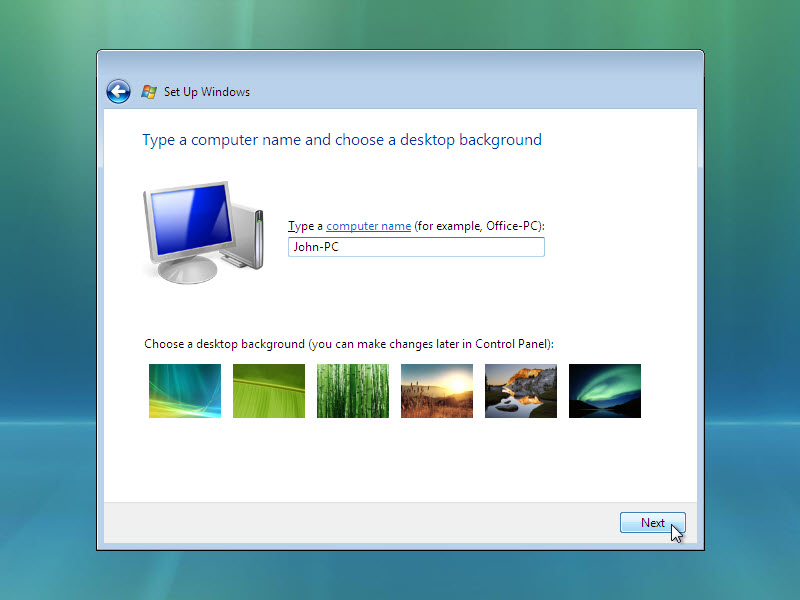 Set Up Windows
Type a computer name and choose a desktop background
Type a computer name (for example, Office-PC):
John-PC
Choose a desktop background (you can make changes later in Control Panel):
Next